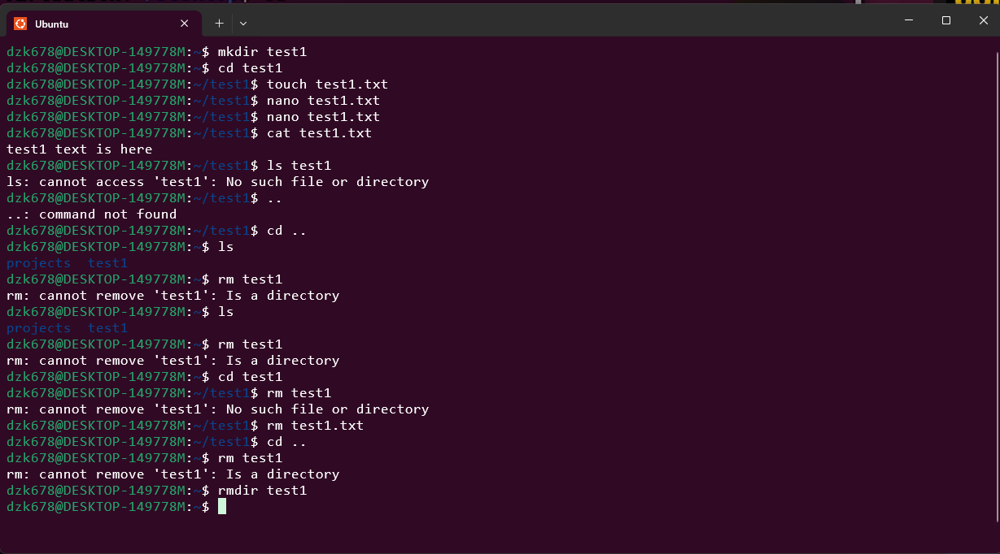 Ubuntu
dzk678@DESKTOP-149778M:~$ mkdir test1
dzk678@DESKTOP-149778M:~$ cd test1
dzk678@DESKTOP-149778M:~/test1$ touch test1.txt
dzk678@DESKTOP-149778M:~/test1$ nano test1.txt
dzk678@DESKTOP-149778M:~/test1$ nano test1.txt
dzk678@DESKTOP-149778M:~/test1$ cat test1.txt
test1 text is here
dzk678@DESKTOP-149778M:~/test1$ ls test1
ls: cannot access 'test1': No such file or directory
dzk678@DESKTOP-149778M:~/test1$ ..
..: command not found
dzk678@DESKTOP-149778M:~/test1$ cd ..
dzk678@DESKTOP-149778M:~$ ls
projects  test1
dzk678@DESKTOP-149778M:~$ rm test1
rm: cannot remove 'test1': Is a directory
dzk678@DESKTOP-149778M:~$ ls
projects  test1
dzk678@DESKTOP-149778M:~$ rm test1
rm: cannot remove 'test1': Is a directory
dzk678@DESKTOP-149778M:~$ cd test1
dzk678@DESKTOP-149778M:~/test1$ rm test1
rm: cannot remove 'test1': No such file or directory
dzk678@DESKTOP-149778M:~/test1$ rm test1.txt
dzk678@DESKTOP-149778M:~/test1$ cd ..
dzk678@DESKTOP-149778M:~$ rm test1
rm: cannot remove 'test1': Is a directory
dzk678@DESKTOP-149778M:~$ rmdir test1
dzk678@DESKTOP-149778M:~$